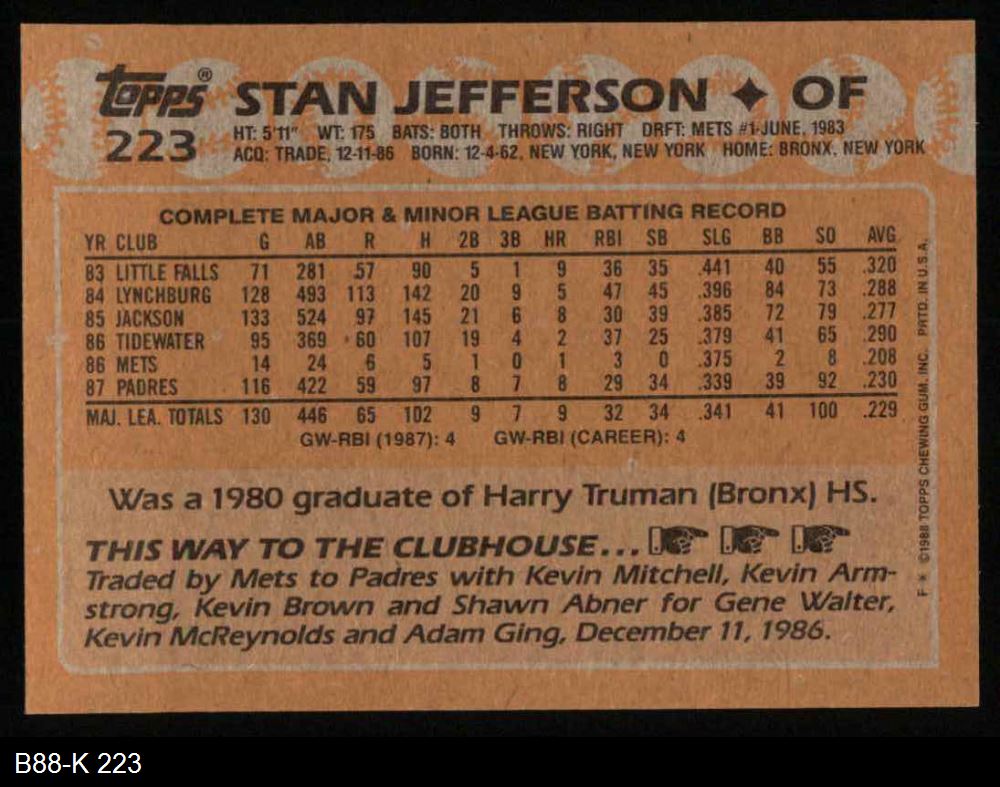 topps® STAN JEFFERSON ✦ OF
223 HT: 5'11" WT: 175 BATS: BOTH THROWS: RIGHT DRFT: METS #1-JUNE, 1983
ACQ: TRADE, 12-11-86 BORN: 12-4-62, NEW YORK, NEW YORK HOME: BRONX, NEW YORK
COMPLETE MAJOR & MINOR LEAGUE BATTING RECORD
YR CLUB G AB R H 2B 3B HR RBI SB SLG BB SO AVG
83 LITTLE FALLS 71 281 57 90 5 1 9 36 35 .441 40 55 .320
84 LYNCHBURG 128 493 113 142 20 9 5 47 45 .396 84 73 .288
85 JACKSON 133 524 97 145 21 6 8 30 39 .385 72 79 .277
86 TIDEWATER 95 369 60 107 19 4 2 37 25 .379 41 65 .290
86 METS 14 24 6 5 1 0 1 3 0 .375 2 8 .208
87 PADRES 116 422 59 97 8 7 8 29 34 .339 39 92 .230
MAJ. LEA. TOTALS 130 446 65 102 9 7 9 32 34 .341 41 100 .229
GW-RBI (1987): 4 GW-RBI (CAREER): 4
Was a 1980 graduate of Harry Truman (Bronx) HS.
THIS WAY TO THE CLUBHOUSE...
Traded by Mets to Padres with Kevin Mitchell, Kevin Arm-
strong, Kevin Brown and Shawn Abner for Gene Walter,
Kevin McReynolds and Adam Ging, December 11, 1986.
F* ©1988 TOPPS CHEWING GUM, INC. PRTD. IN U.S.A.
B88-K 223